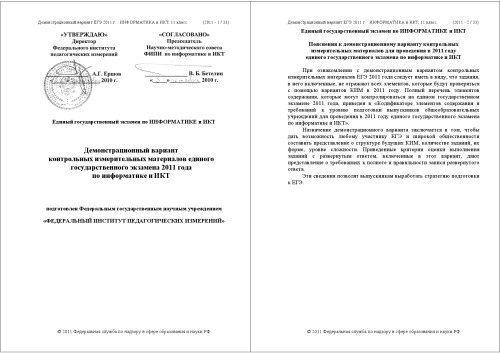 Демонстрационный вариант ЕГЭ 2011 г. ИНФОРМАТИКА и ИКТ, 11 класс (2011 - 1 / 33)
«УТВЕРЖДАЮ»
Директор
Федерального института
педагогических измерений
А.Г. Ершов
2010 г.
«СОГЛАСОВАНО»
Председатель
Научно-методического совета
ФИПИ по информатике и ИКТ
В. Б. Бетелин
2010 г.
Единый государственный экзамен по ИНФОРМАТИКЕ и ИКТ
Демонстрационный вариант
контрольных измерительных материалов единого
государственного экзамена 2011 года
по информатике и ИКТ
подготовлен Федеральным государственным научным учреждением
«ФЕДЕРАЛЬНЫЙ ИНСТИТУТ ПЕДАГОГИЧЕСКИХ ИЗМЕРЕНИЙ»
© 2011 Федеральная служба по надзору в сфере образования и науки РФ
Демонстрационный вариант ЕГЭ 2011 г. ИНФОРМАТИКА и ИКТ, 11 класс (2011 - 2 / 33)
Единый государственный экзамен по ИНФОРМАТИКЕ и ИКТ
Пояснения к демонстрационному варианту контрольных
измерительных материалов для проведения в 2011 году
единого государственного экзамена по информатике и ИКТ
При ознакомлении с демонстрационным вариантом контрольных
измерительных материалов ЕГЭ 2011 года следует иметь в виду, что задания,
в него включенные, не отражают всех элементов, которые будут проверяться
с помощью вариантов КИМ в 2011 году. Полный перечень элементов
содержания, которые могут контролироваться на едином государственном
экзамене 2011 года, приведен в «Кодификаторе элементов содержания и
требований к уровню подготовки выпускников общеобразовательных
учреждений для проведения в 2011 году единого государственного экзамена
по информатике и ИКТ».
Назначение демонстрационного варианта заключается в том, чтобы
дать возможность любому участнику ЕГЭ и широкой общественности
составить представление о структуре будущих КИМ, количестве заданий, их
форме, уровне сложности. Приведенные критерии оценки выполнения
заданий с развернутым ответом, включенные в этот вариант, дают
представление о требованиях к полноте и правильности записи развернутого
ответа.
Эти сведения позволят выпускникам выработать стратегию подготовки
к ЕГЭ.
© 2011 Федеральная служба по надзору в сфере образования и науки РФ